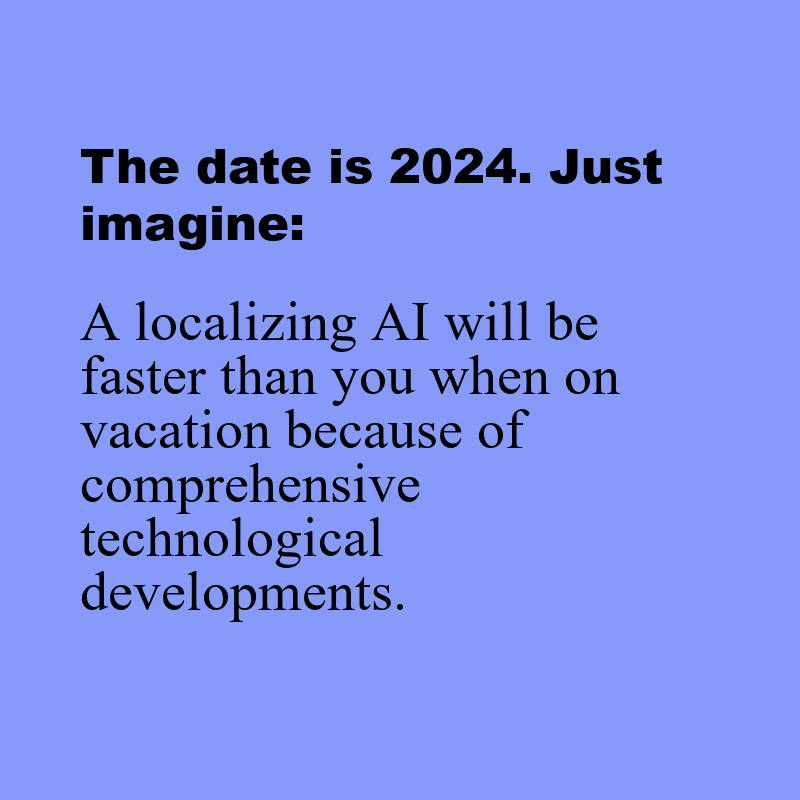 The date is 2024. Just
imagine:
A localizing AI will be
faster than you when on
vacation because of
comprehensive
technological
developments.